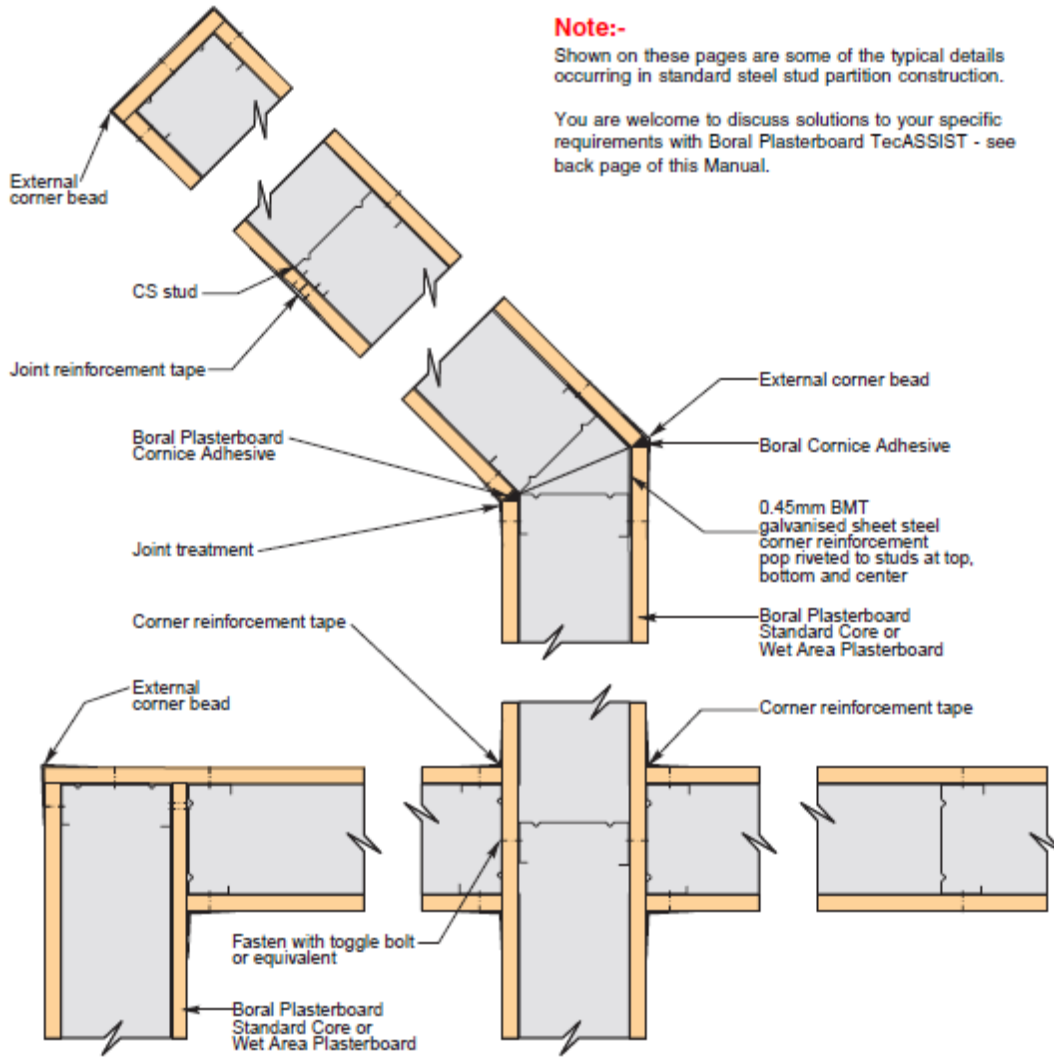 Note:-
Shown on these pages are some of the typical details
occurring in standard steel stud partition construction.
You are welcome to discuss solutions to your specific
requirements with Boral Plasterboard TecASSIST - see
back page of this Manual.
External
corner bead
CS stud
Joint reinforcement tape
External corner bead
Boral Plasterboard
Cornice Adhesive
Boral Cornice Adhesive
0.45mm BMT
galvanised sheet steel
corner reinforcement
pop riveted to studs at top,
bottom and center
Joint treatment
Corner reinforcement tape
Boral Plasterboard
Standard Core or
Wet Area Plasterboard
External
corner bead
Corner reinforcement tape
Fasten with toggle bolt
or equivalent
Boral Plasterboard
Standard Core or
Wet Area Plasterboard